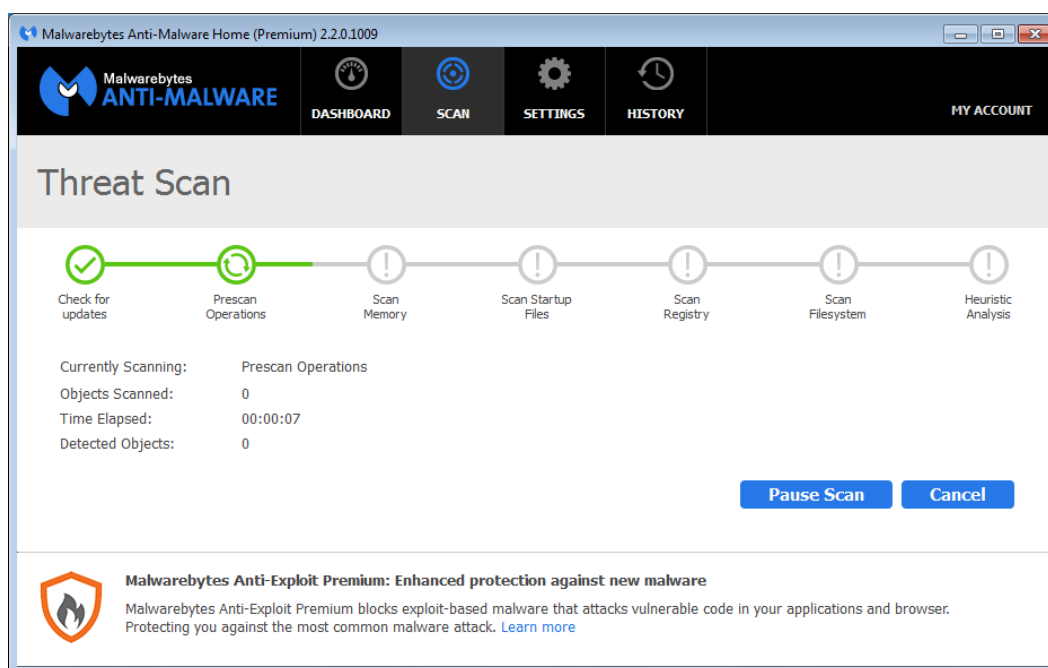 Malwarebytes Anti-Malware Home (Premium) 2.2.0.1009
Malwarebytes
ANTI-MALWARE
DASHBOARD
SCAN
SETTINGS
HISTORY
MY ACCOUNT
Threat Scan
Check for
updates
Prescan
Operations
Scan
Memory
Scan Startup
Files
Scan
Registry
Scan
Filesystem
Heuristic
Analysis
Currently Scanning: Prescan Operations
Objects Scanned: 0
Time Elapsed: 00:00:07
Detected Objects: 0
Pause Scan
Cancel
Malwarebytes Anti-Exploit Premium: Enhanced protection against new malware
Malwarebytes Anti-Exploit Premium blocks exploit-based malware that attacks vulnerable code in your applications and browser.
Protecting you against the most common malware attack. Learn more